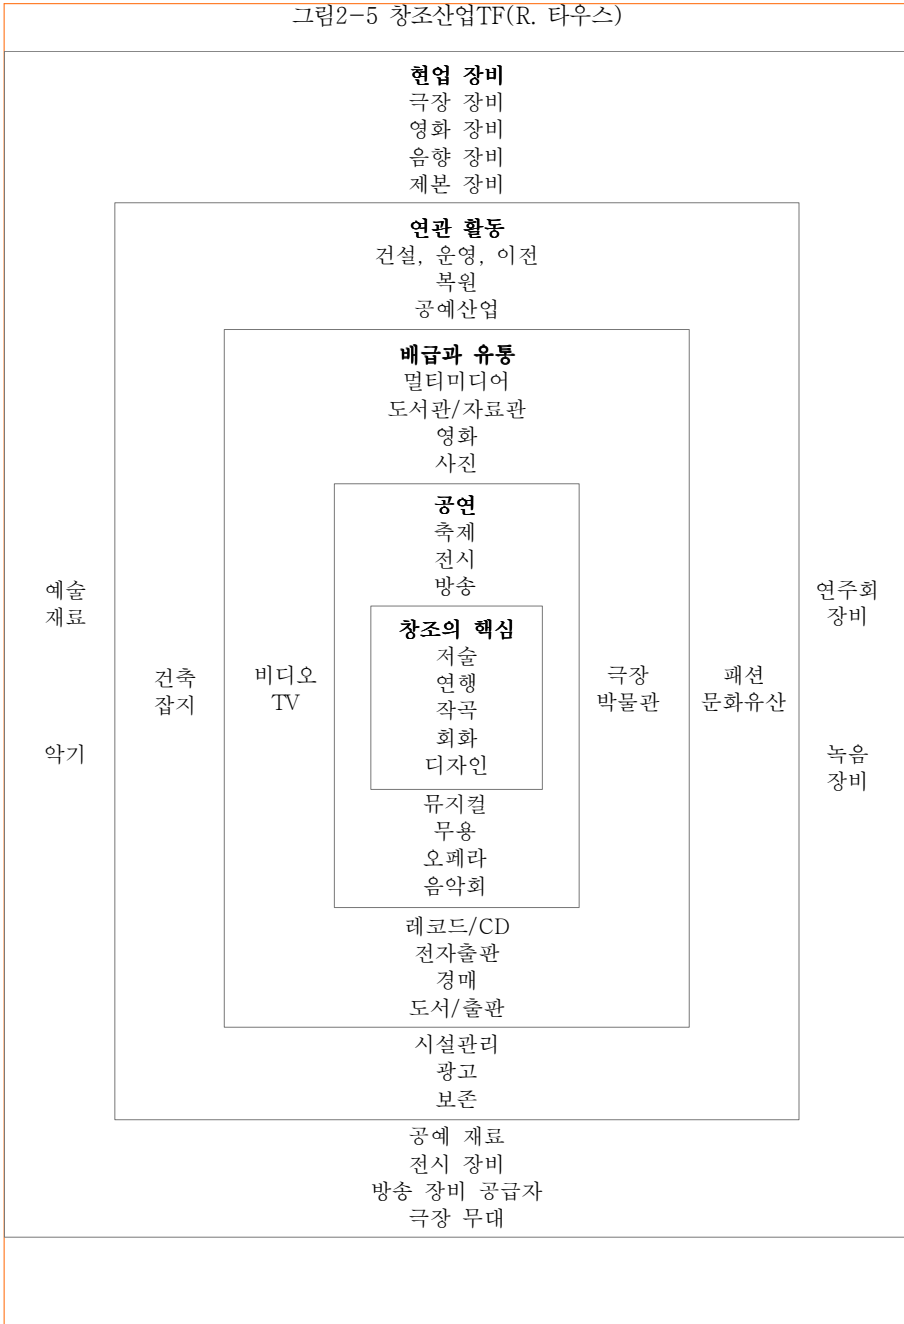 그림2-5 창조산업TF(R. 타우스)
현업 장비
극장 장비
영화 장비
음향 장비
제본 장비
연관 활동
건설, 운영, 이전
복원
공예산업
배급과 유통
멀티미디어
도서관/자료관
영화
사진
공연
축제
전시
방송
예술
재료
악기
건축
잡지
비디오
TV
창조의 핵심
저술
연행
작곡
회화
디자인
극장
박물관
패션
문화유산
연주회
장비
녹음
장비
뮤지컬
무용
오페라
음악회
레코드/CD
전자출판
경매
도서/출판
시설관리
광고
보존
공예 재료
전시 장비
방송 장비 공급자
극장 무대